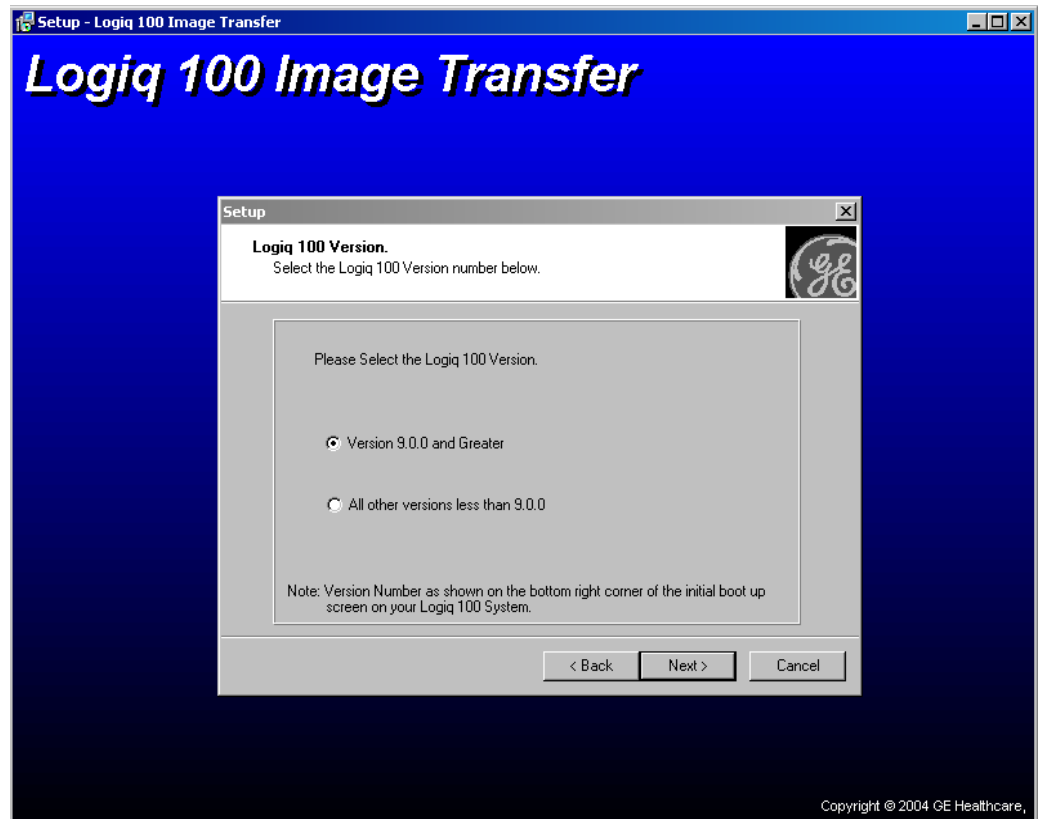 Setup - Logiq 100 Image Transfer
Logiq 100 Image Transfer
Setup
Logiq 100 Version.
Select the Logiq 100 Version number below.
GE
Please Select the Logiq 100 Version.
Version 9.0.0 and Greater
All other versions less than 9.0.0
Note: Version Number as shown on the bottom right corner of the initial boot up
screen on your Logiq 100 System.
< Back Next > Cancel
Copyright © 2004 GE Healthcare,